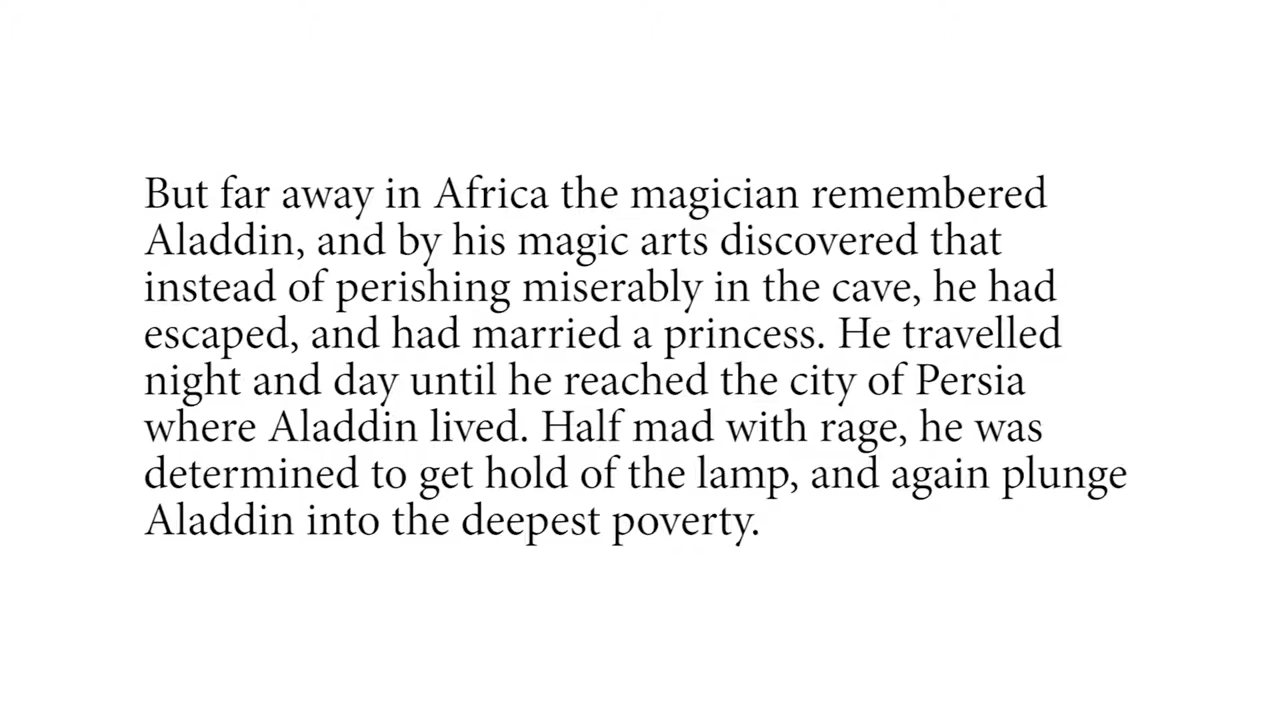 But far away in Africa the magician remembered
Aladdin, and by his magic arts discovered that
instead of perishing miserably in the cave, he had
escaped, and had married a princess. He travelled
night and day until he reached the city of Persia
where Aladdin lived. Half mad with rage, he was
determined to get hold of the lamp, and again plunge
Aladdin into the deepest poverty.